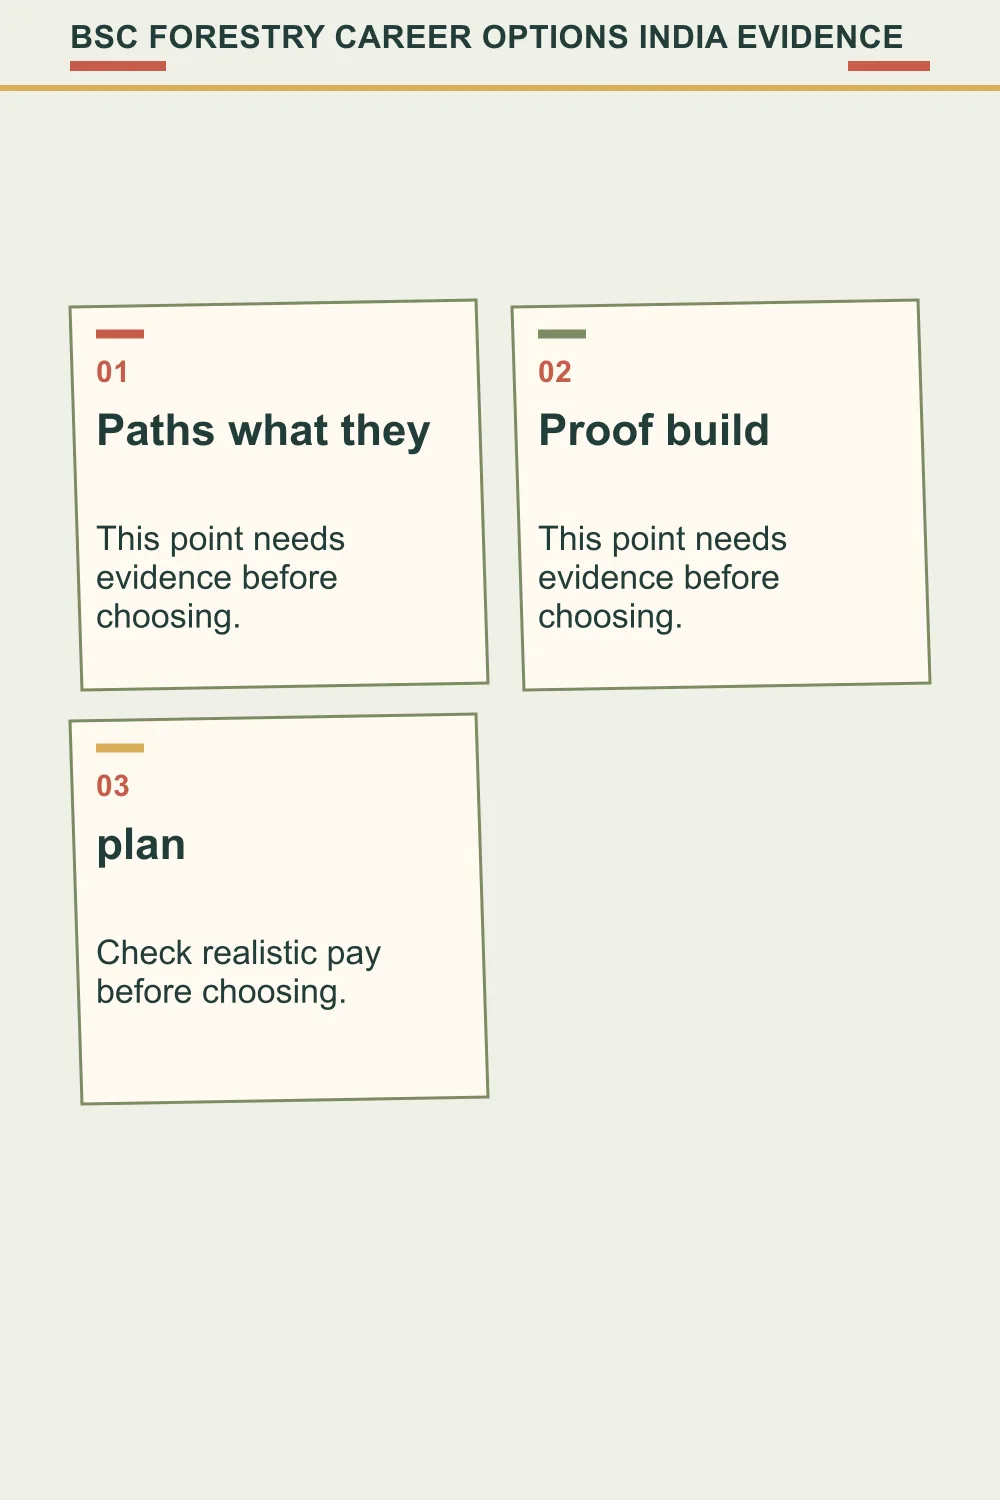 BSC FORESTRY CAREER OPTIONS INDIA EVIDENCE
01
Paths what they
This point needs
evidence before
choosing.
02
Proof build
This point needs
evidence before
choosing.
03
plan
Check realistic pay
before choosing.